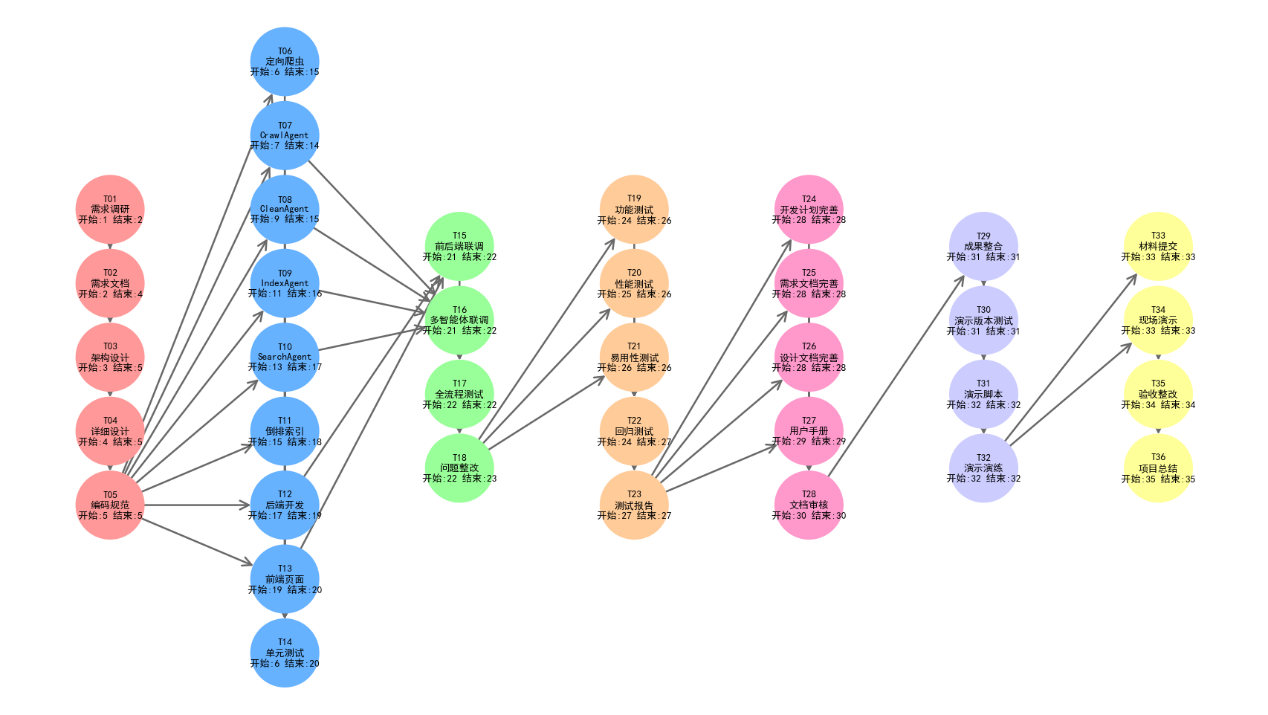 T01
需求调研
开始:1 结束:2
T02
需求文档
开始:2 结束:4
T03
架构设计
开始:3 结束:5
T04
详细设计
开始:4 结束:5
T05
编码规范
开始:5 结束:5
T06
定向爬虫
开始:6 结束:15
T07
CrawlAgent
开始:7 结束:14
T08
CleanAgent
开始:9 结束:15
T09
IndexAgent
开始:11 结束:16
T10
SearchAgent
开始:13 结束:17
T11
倒排索引
开始:15 结束:18
T12
后端开发
开始:17 结束:19
T13
前端页面
开始:19 结束:20
T14
单元测试
开始:6 结束:20
T15
前后端联调
开始:21 结束:22
T16
多智能体联调
开始:21 结束:22
T17
全流程测试
开始:22 结束:22
T18
问题整改
开始:22 结束:23
T19
功能测试
开始:24 结束:26
T20
性能测试
开始:25 结束:26
T21
易用性测试
开始:26 结束:26
T22
回归测试
开始:24 结束:27
T23
测试报告
开始:27 结束:27
T24
开发计划完善
开始:28 结束:28
T25
需求文档完善
开始:28 结束:28
T26
设计文档完善
开始:28 结束:28
T27
用户手册
开始:29 结束:29
T28
文档审核
开始:30 结束:30
T29
成果整合
开始:31 结束:31
T30
演示版本测试
开始:31 结束:31
T31
演示脚本
开始:32 结束:32
T32
演示演练
开始:32 结束:32
T33
材料提交
开始:33 结束:33
T34
现场演示
开始:33 结束:33
T35
验收整改
开始:34 结束:34
T36
项目总结
开始:35 结束:35